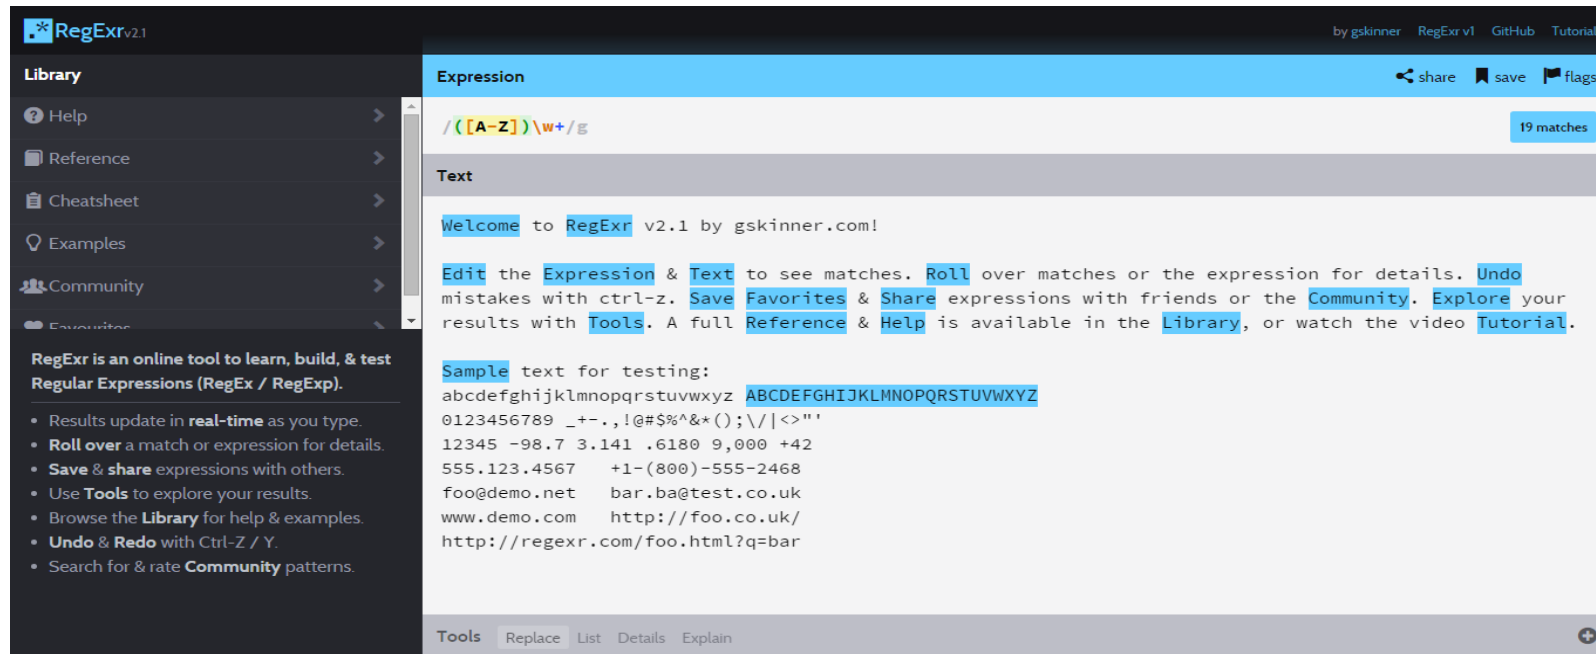 .* RegExr v2.1
by gskinner RegExr v1 GitHub Tutorial
Library
Help
Reference
Cheatsheet
Examples
Community
Favourites
RegExr is an online tool to learn, build, & test
Regular Expressions (RegEx / RegExp).
• Results update in real-time as you type.
• Roll over a match or expression for details.
• Save & share expressions with others.
• Use Tools to explore your results.
• Browse the Library for help & examples.
• Undo & Redo with Ctrl-Z / Y.
• Search for & rate Community patterns.
Expression share save flags
/([A-Z])\w+/g 19 matches
Text
Welcome to RegExr v2.1 by gskinner.com!
Edit the Expression & Text to see matches. Roll over matches or the expression for details. Undo
mistakes with ctrl-z. Save Favorites & Share expressions with friends or the Community. Explore your
results with Tools. A full Reference & Help is available in the Library, or watch the video Tutorial.
Sample text for testing:
abcdefghijklmnopqrstuvwxyz ABCDEFGHIJKLMNOPQRSTUVWXYZ
0123456789 _+-.,!@#$%^&*();\/|<>"'
12345 -98.7 3.141 .6180 9,000 +42
555.123.4567 +1-(800)-555-2468
foo@demo.net bar.ba@test.co.uk
www.demo.com http://foo.co.uk/
http://regexr.com/foo.html?q=bar
Tools Replace List Details Explain